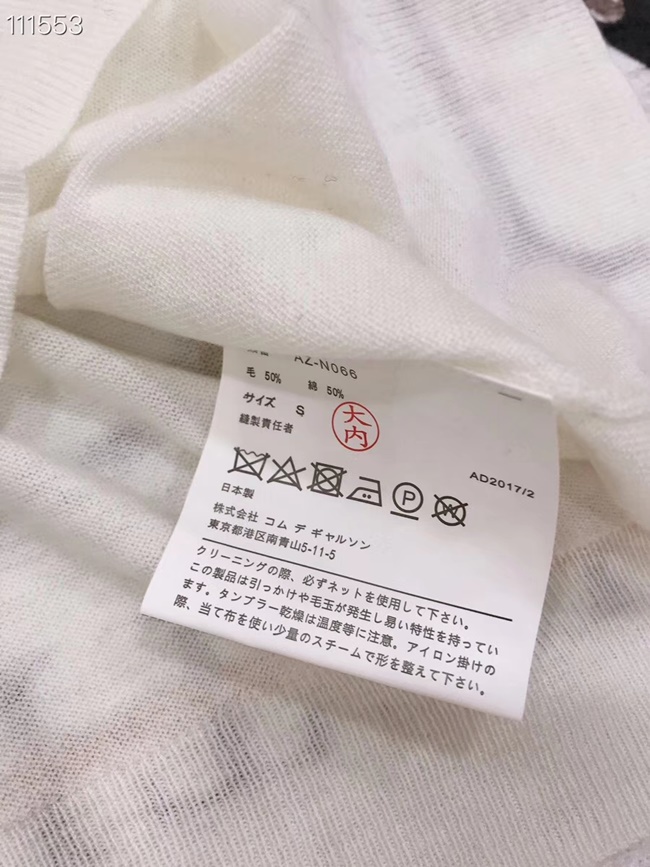 111553
AZ-N066
毛 50% 綿 50%
サイズ S
縫製責任者
大内
P
W
AD2017/2
日本製
株式会社 コム デ ギャルソン
東京都港区南青山5-11-5
クリーニングの際、必ずネットを使用して下さい。
この製品は引っかけや毛玉が発生し易い特性を持ってい
ます。タンブラー乾燥は温度等に注意。アイロン掛けの
際、当て布を使い少量のスチームで形を整えて下さい。